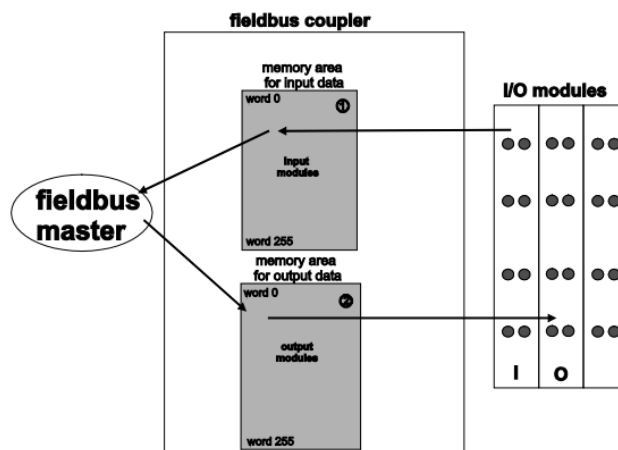 fieldbus coupler
memory area
for input data
word 0
①
Input
modules
word 255
I/O modules
fieldbus
master
memory area
for output data
word 0
②
output
modules
word 255
I
O